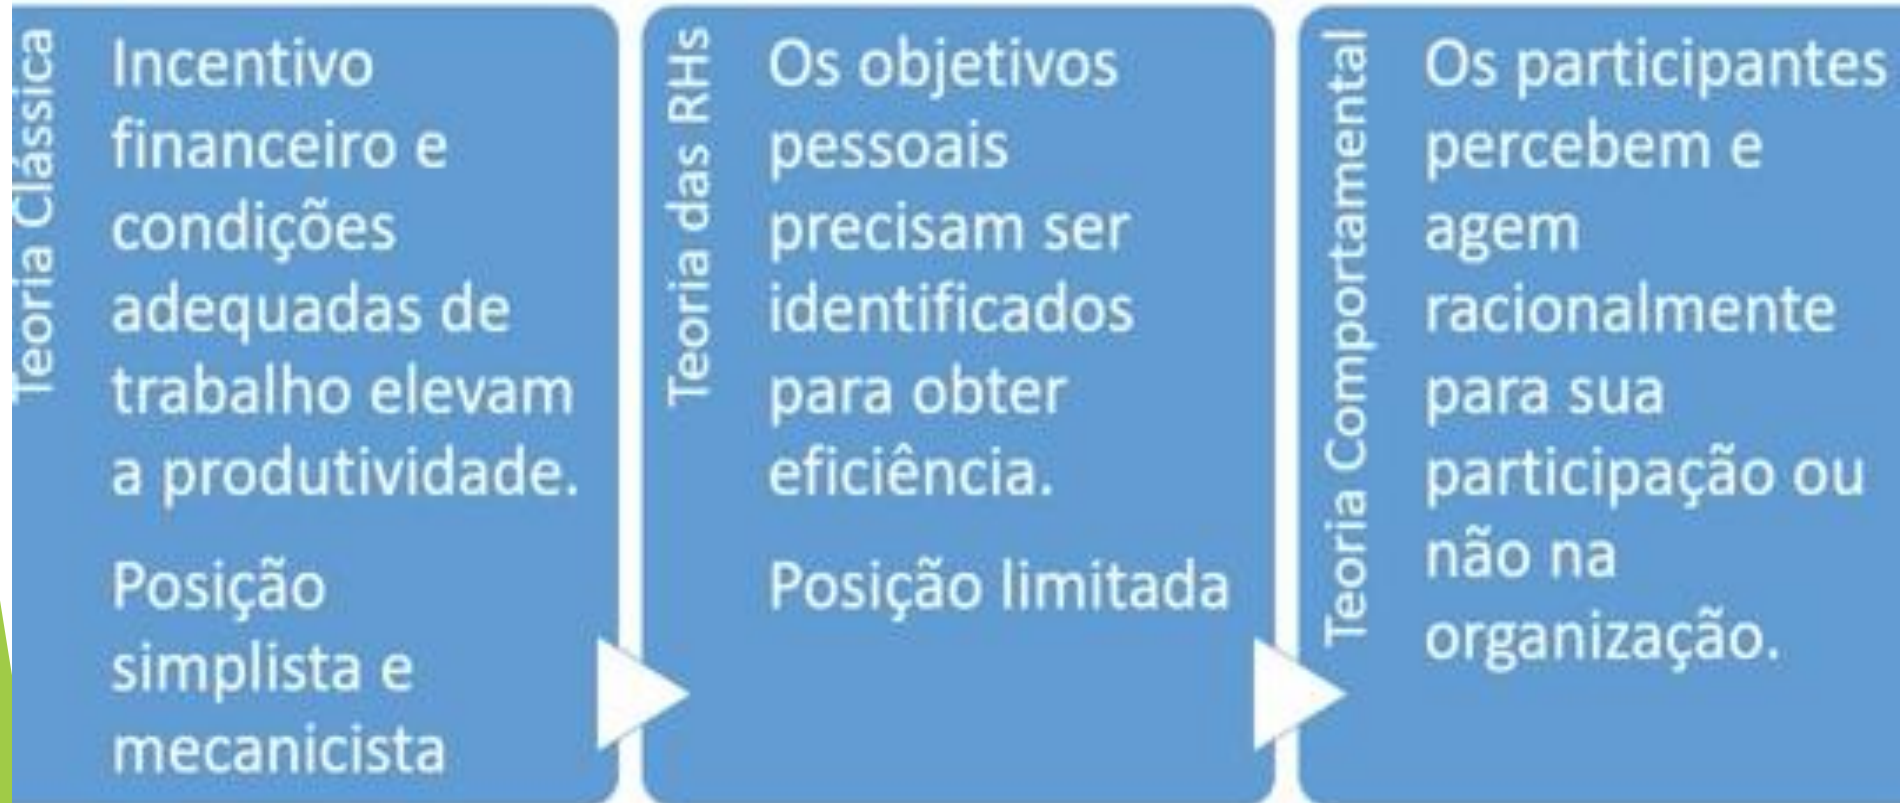 Teoria Clássica
Incentivo
financeiro e
condições
adequadas de
trabalho elevam
a produtividade.
Posição
simplista e
mecanicista
Teoria das RHs
Os objetivos
pessoais
precisam ser
identificados
para obter
eficiência.
Posição limitada
Teoria Comportamental
Os participantes
percebem e
agem
racionalmente
para sua
participação ou
não na
organização.